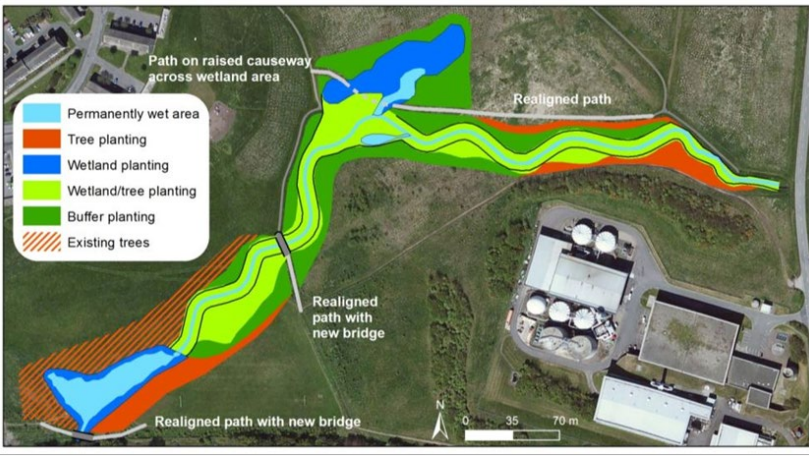 Path on raised causeway
across wetland area
Realigned path
Permanently wet area
Tree planting
Wetland planting
Wetland/tree planting
Buffer planting
Existing trees
Realigned
path with
new bridge
Realigned path with new bridge
N
0 35 70 m